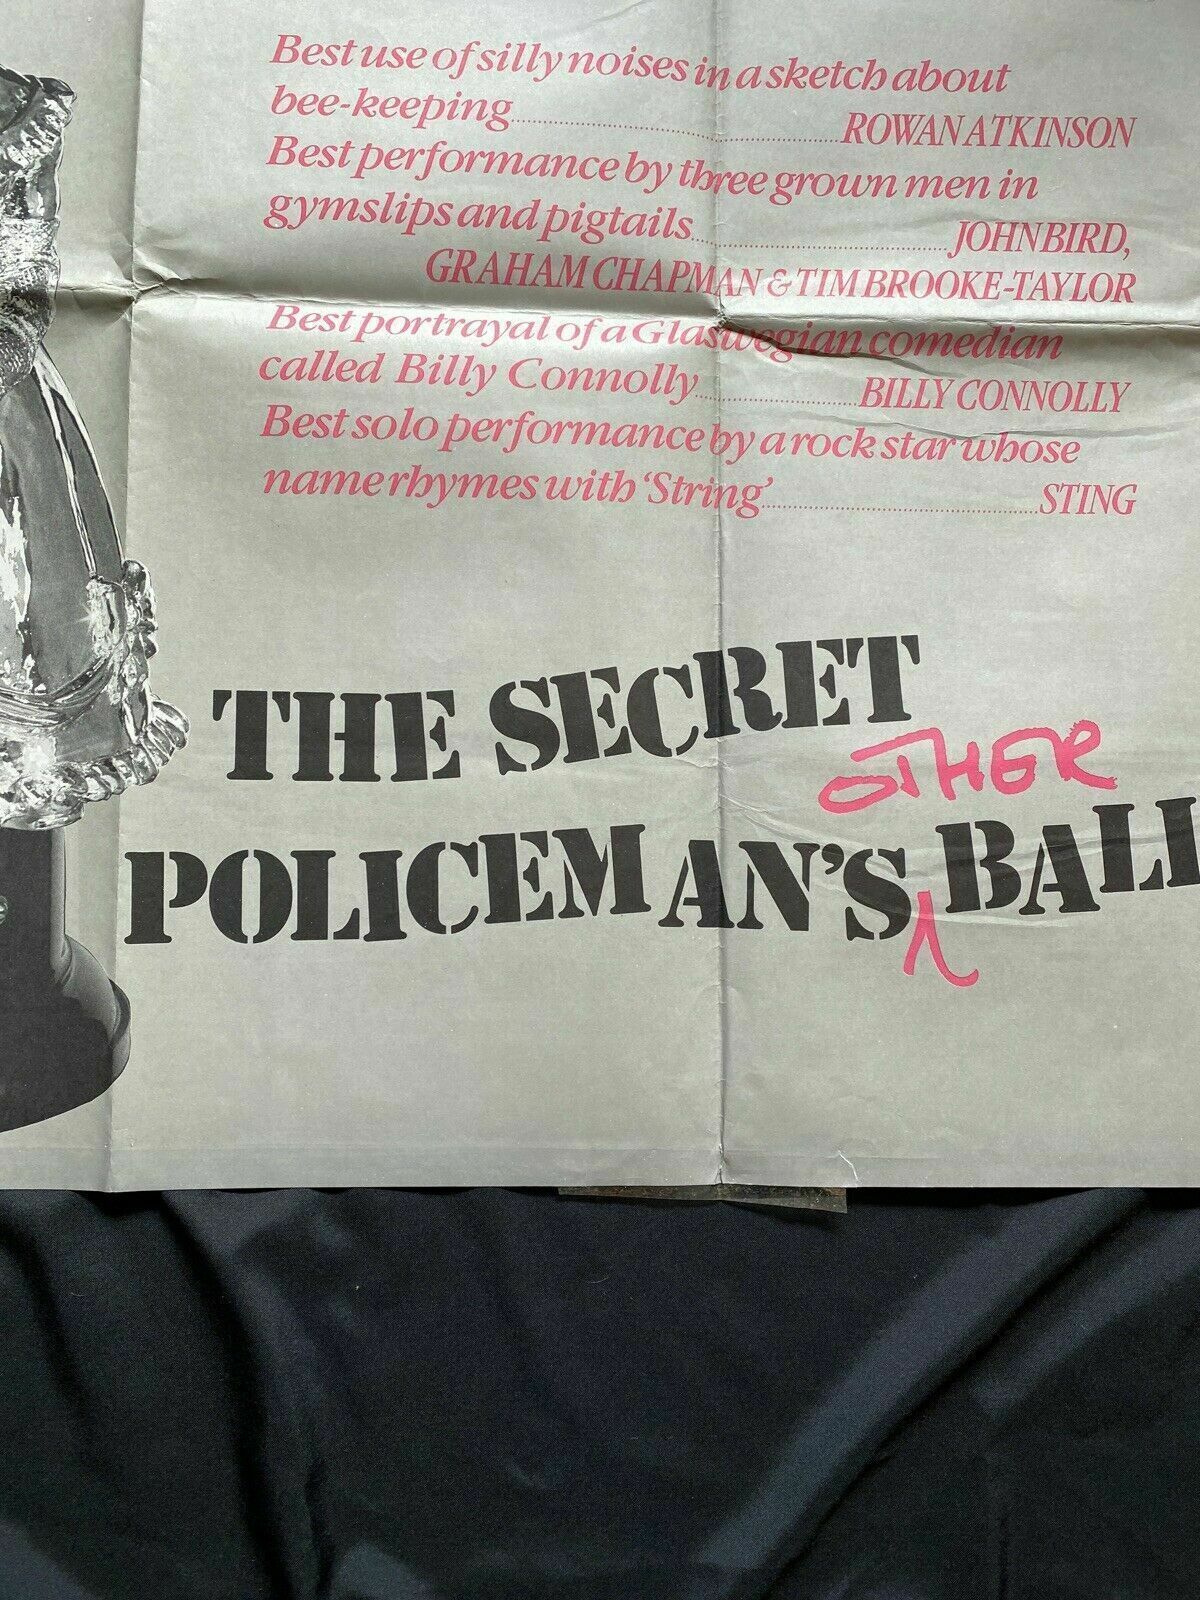 Best use of silly noises in a sketch about
bee-keeping........................ROWAN ATKINSON
Best performance by three grown men in
gymslips and pigtails........................JOHN BIRD,
GRAHAM CHAPMAN & TIM BROOKE-TAYLOR
Best portrayal of a Glaswegian comedian
called Billy Connolly........................BILLY CONNOLLY
Best solo performance by a rock star whose
name rhymes with 'String'........................STING
THE SECRET
OTHER
POLICEMAN'S BALL